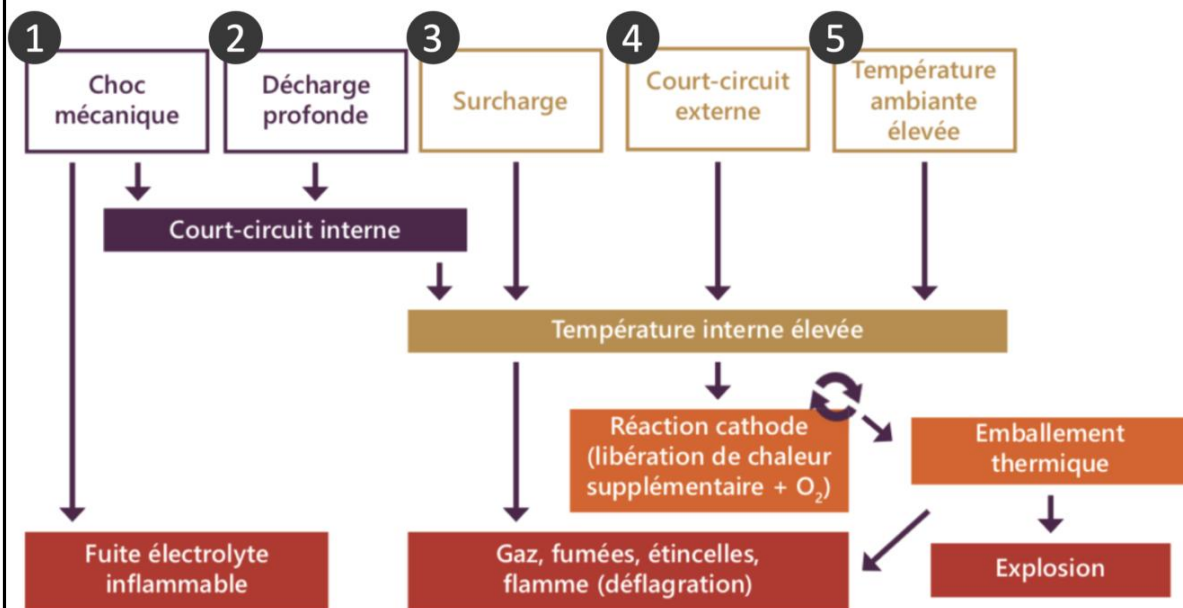 1
Choc
mécanique
2
Décharge
profonde
3
Surcharge
4
Court-circuit
externe
5
Température
ambiante
élevée
Court-circuit interne
Température interne élevée
Réaction cathode
(libération de chaleur
supplémentaire + O₂)
Emballement
thermique
Fuite électrolyte
inflammable
Gaz, fumées, étincelles,
flamme (déflagration)
Explosion